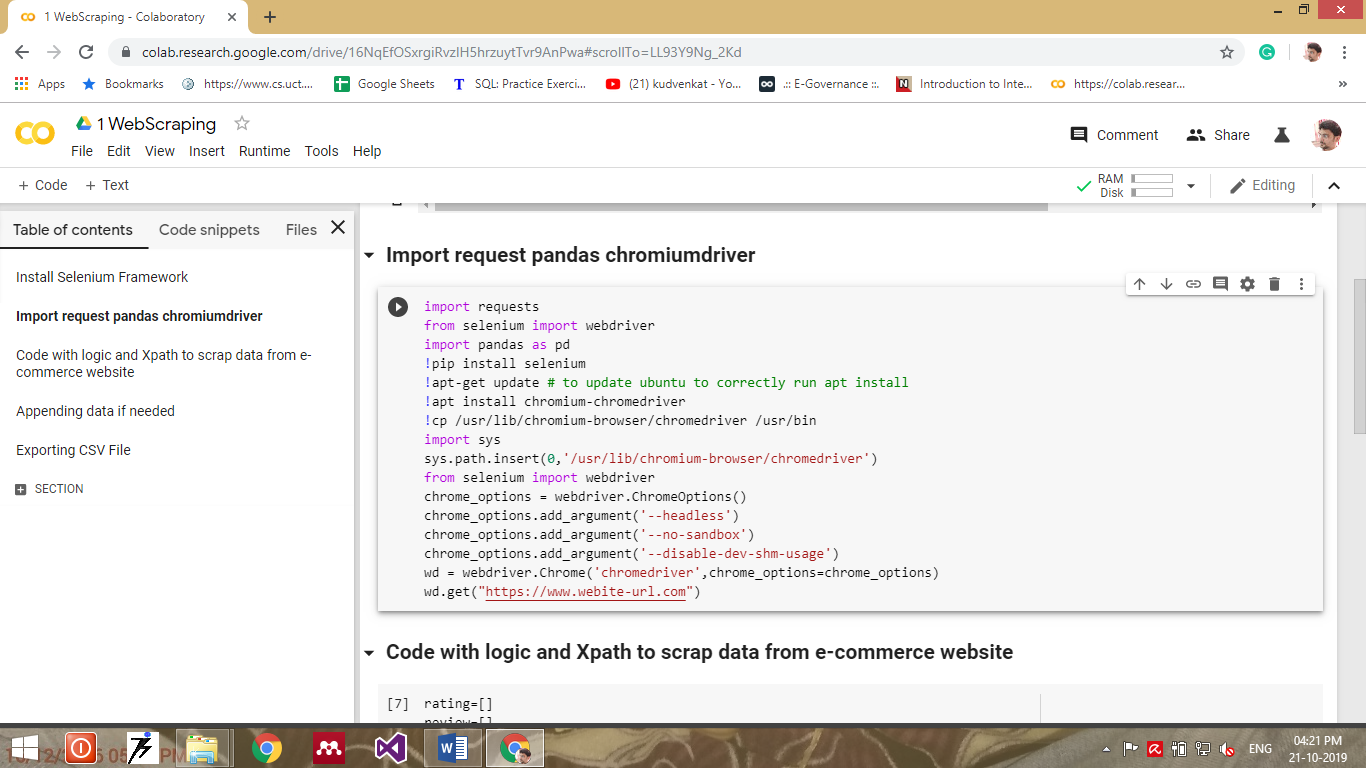 1 WebScraping - Colaboratory
colab.research.google.com/drive/16NqEfOSxrgiRvzIH5hrzuytTvr9AnPwa#scrollTo=LL93Y9Ng_2Kd
Apps Bookmarks https://www.cs.uct.... Google Sheets SQL: Practice Exerci... (21) kudvenkat - Yo... .:: E-Governance ::. Introduction to Inte... https://colab.resear...
1 WebScraping
Comment Share
File Edit View Insert Runtime Tools Help
+ Code + Text
RAM
Disk
Editing
Table of contents Code snippets Files
Install Selenium Framework
Import request pandas chromiumdriver
Code with logic and Xpath to scrap data from e-
commerce website
Appending data if needed
Exporting CSV File
SECTION
Import request pandas chromiumdriver
import requests
from selenium import webdriver
import pandas as pd
!pip install selenium
!apt-get update # to update ubuntu to correctly run apt install
!apt install chromium-chromedriver
!cp /usr/lib/chromium-browser/chromedriver /usr/bin
import sys
sys.path.insert(0,'/usr/lib/chromium-browser/chromedriver')
from selenium import webdriver
chrome_options = webdriver.ChromeOptions()
chrome_options.add_argument('--headless')
chrome_options.add_argument('--no-sandbox')
chrome_options.add_argument('--disable-dev-shm-usage')
wd = webdriver.Chrome('chromedriver',chrome_options=chrome_options)
wd.get("https://www.webite-url.com")
Code with logic and Xpath to scrap data from e-commerce website
[7] rating=[]
review=[]
ENG
04:21 PM
21-10-2019